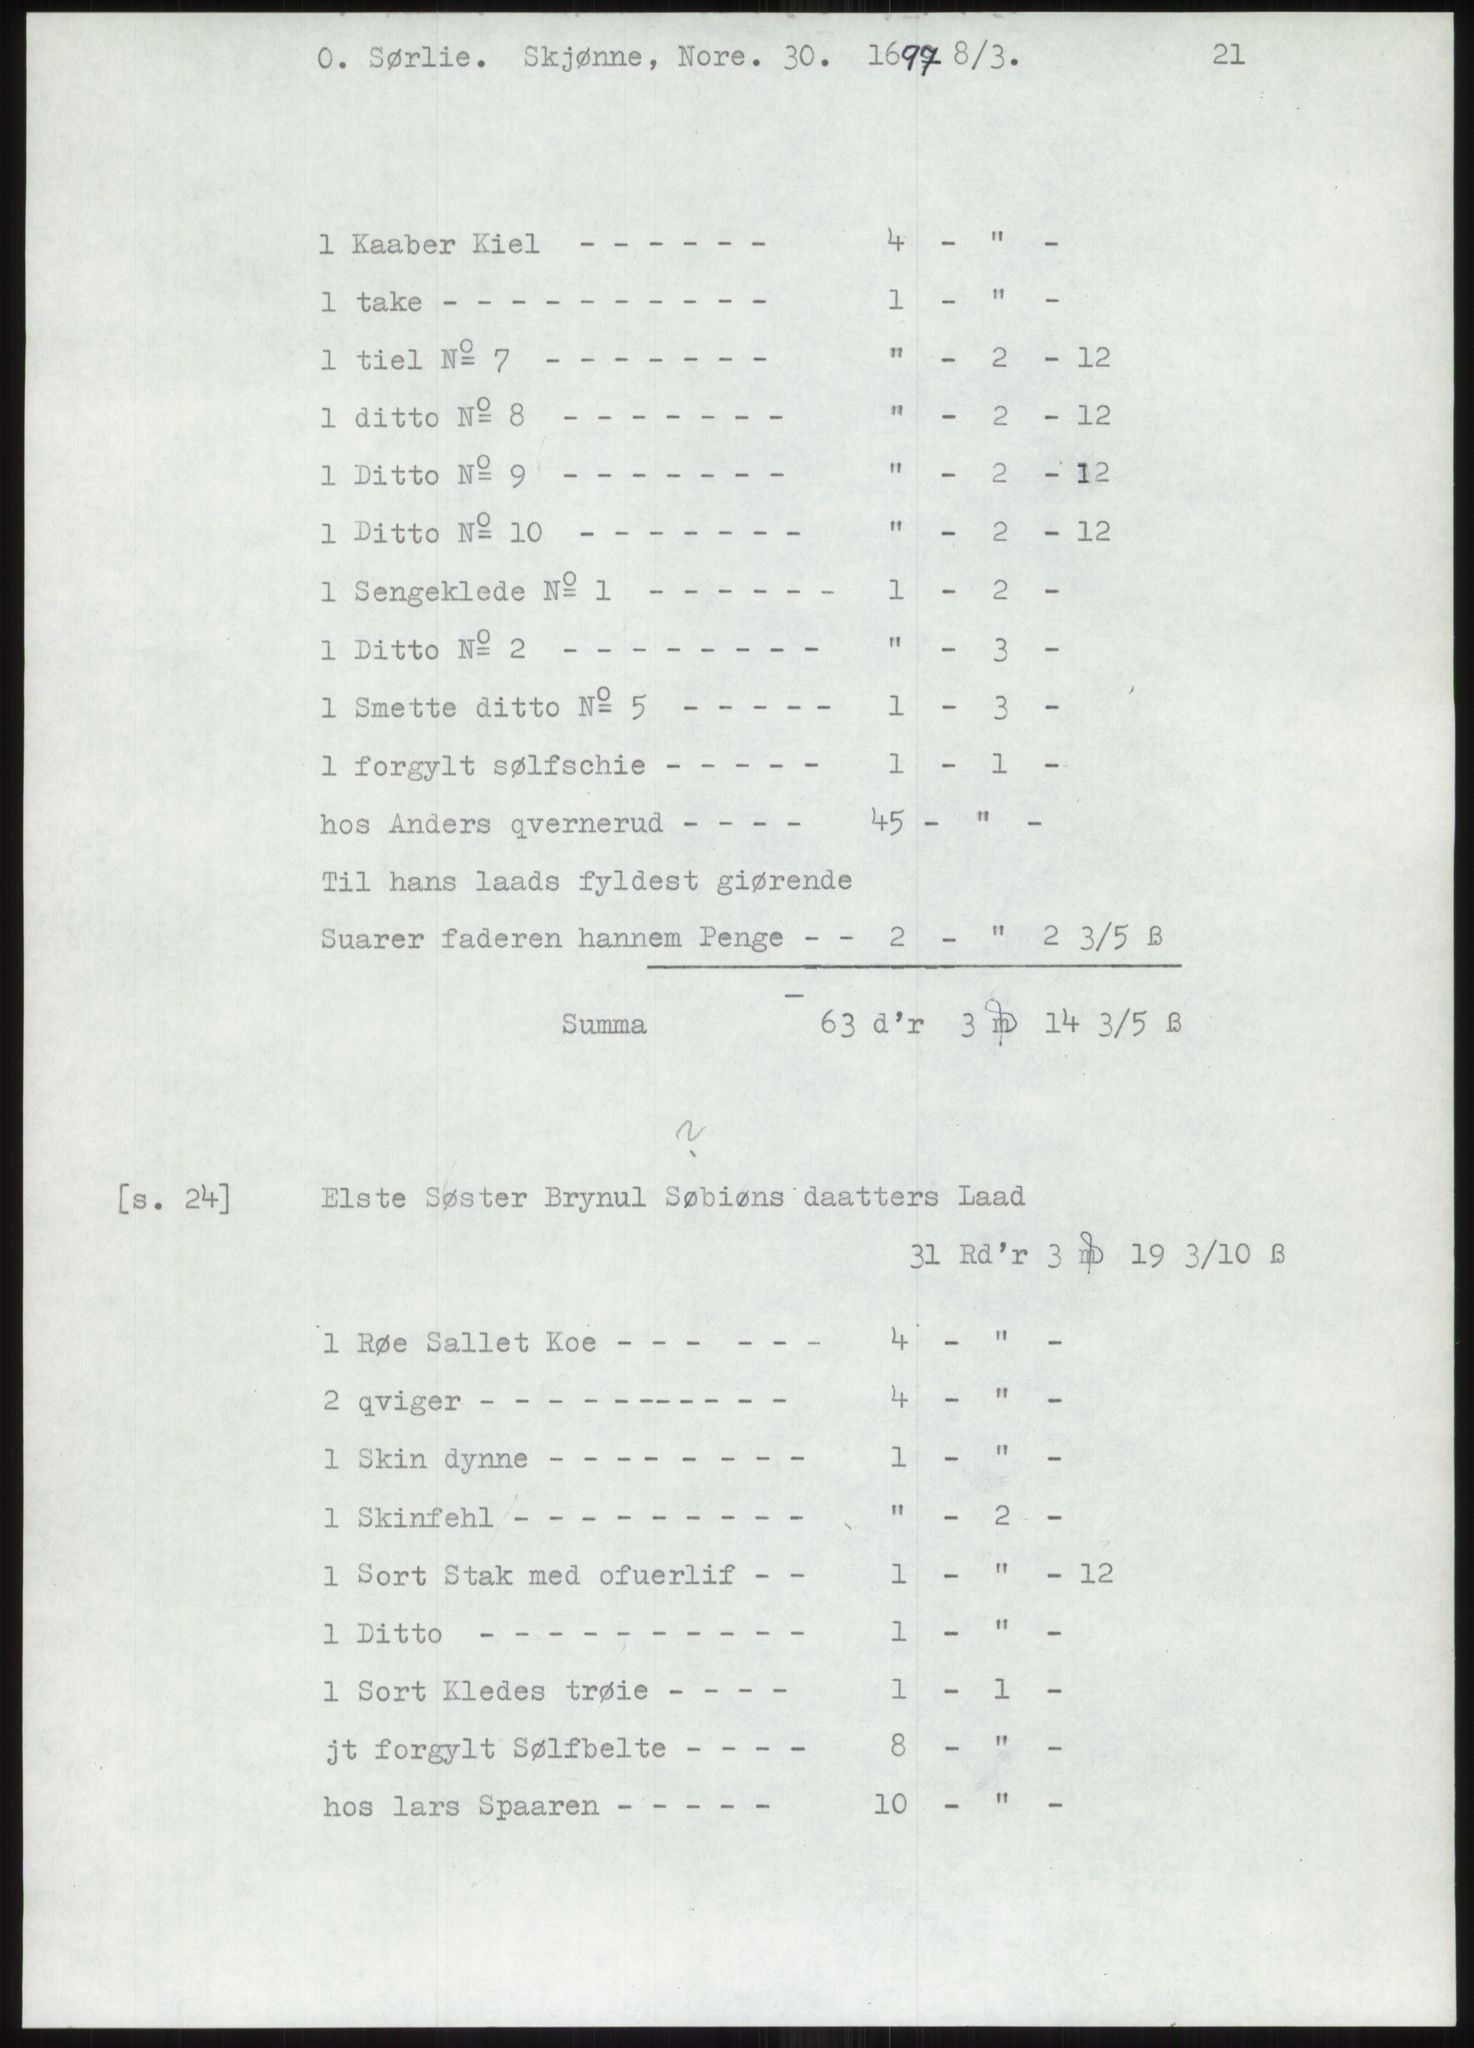 O. Sørlie. Skjønne, Nore. 30. 1697 8/3. 21
1 Kaaber Kiel - - - - - - 4 - " -
1 take - - - - - - - - - - 1 - " -
1 tiel Nº 7 - - - - - - - " - 2 - 12
1 ditto Nº 8 - - - - - - - " - 2 - 12
1 Ditto Nº 9 - - - - - - - " - 2 - 12
1 Ditto Nº 10 - - - - - - - " - 2 - 12
1 Sengeklede Nº 1 - - - - - - 1 - 2 -
1 Ditto Nº 2 - - - - - - - - " - 3 -
1 Smette ditto Nº 5 - - - - - 1 - 3 -
1 forgylt sølfschie - - - - - 1 - 1 -
hos Anders qvernerud - - - - 45 - " -
Til hans laads fyldest giørende
Suarer faderen hannem Penge - - 2 - " 2 3/5 ß
Summa 63 d'r 3 m 14 3/5 ß
?
[s. 24] Elste Søster Brynul Søbiøns daatters Laad
31 Rd'r 3 m 19 3/10 ß
1 Røe Sallet Koe - - - - - - 4 - " -
2 qviger - - - - - - - - - - 4 - " -
1 Skin dynne - - - - - - - - 1 - " -
1 Skinfehl - - - - - - - - - " - 2 -
1 Sort Stak med ofuerlif - - 1 - " - 12
1 Ditto - - - - - - - - - - 1 - " -
1 Sort Kledes trøie - - - - 1 - 1 -
jt forgylt Sølfbelte - - - - 8 - " -
hos lars Spaaren - - - - - 10 - " -